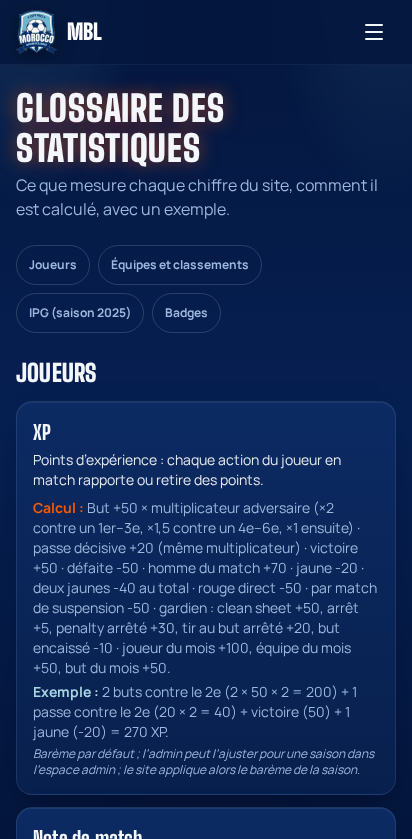 MOROCCO
MBL
GLOSSAIRE DES
STATISTIQUES
Ce que mesure chaque chiffre du site, comment il
est calculé, avec un exemple.
Joueurs
Équipes et classements
IPG (saison 2025)
Badges
JOUEURS
XP
Points d'expérience : chaque action du joueur en
match rapporte ou retire des points.
Calcul : But +50 × multiplicateur adversaire (×2
contre un 1er–3e, ×1,5 contre un 4e–6e, ×1 ensuite) ·
passe décisive +20 (même multiplicateur) · victoire
+50 · défaite -50 · homme du match +70 · jaune -20 ·
deux jaunes -40 au total · rouge direct -50 · par match
de suspension -50 · gardien : clean sheet +50, arrêt
+5, penalty arrêté +30, tir au but arrêté +20, but
encaissé -10 · joueur du mois +100, équipe du mois
+50, but du mois +50.
Exemple : 2 buts contre le 2e (2 × 50 × 2 = 200) + 1
passe contre le 2e (20 × 2 = 40) + victoire (50) + 1
jaune (-20) = 270 XP.
Barème par défaut ; l'admin peut l'ajuster pour une saison dans
l'espace admin ; le site applique alors le barème de la saison.
Note de match